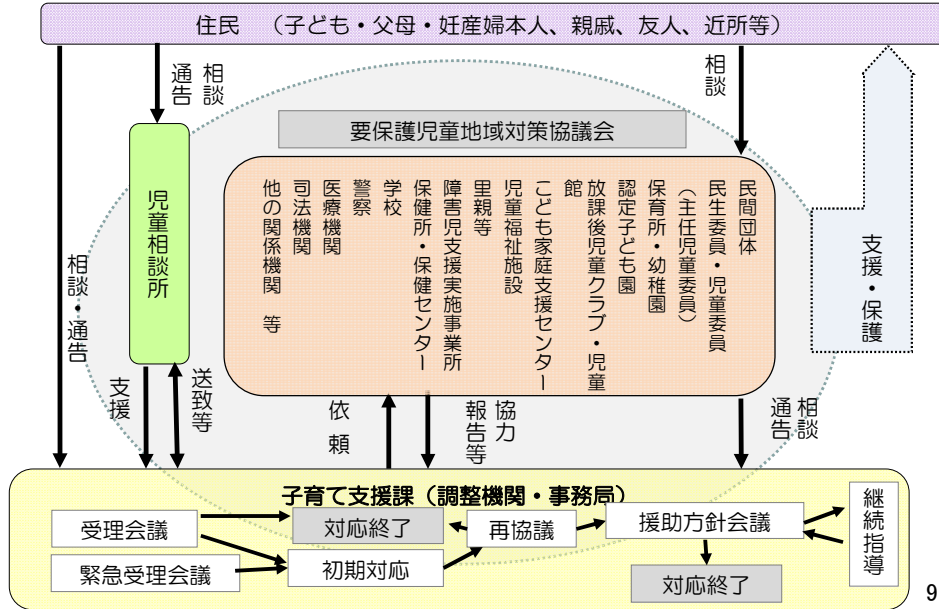 住民　（子ども・父母・妊産婦本人、親戚、友人、近所等）
相談
通告
相談
要保護児童地域対策協議会
児童相談所
民間団体
民生委員・児童委員
（主任児童委員）
保育所・幼稚園
認定子ども園
放課後児童クラブ・児童
館
こども家庭支援センター
児童福祉施設
里親等
障害児支援実施事業所
保健所・保健センター
学校
警察
医療機関
司法機関
他の関係機関　等
支援・保護
相談・通告
支援
送致等
依　頼
協力
報告等
相談
通告
子育て支援課（調整機関・事務局）
受理会議
対応終了
再協議
援助方針会議
継続指導
緊急受理会議
初期対応
対応終了
9